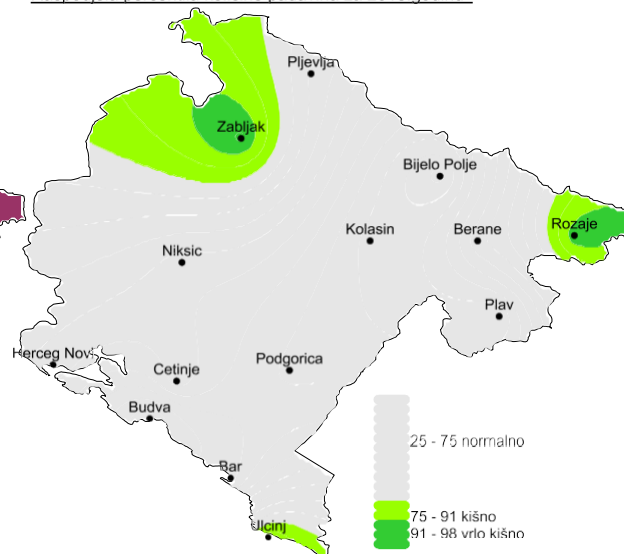 Pljevlja
Zabljak
Bijelo Polje
Rozaje
Kolasin
Berane
Niksic
Plav
Herceg Nov
Cetinje
Podgorica
Budva
25 - 75 normalno
Bar
75 - 91 kišno
Ulcinj
91 - 98 vrlo kišno